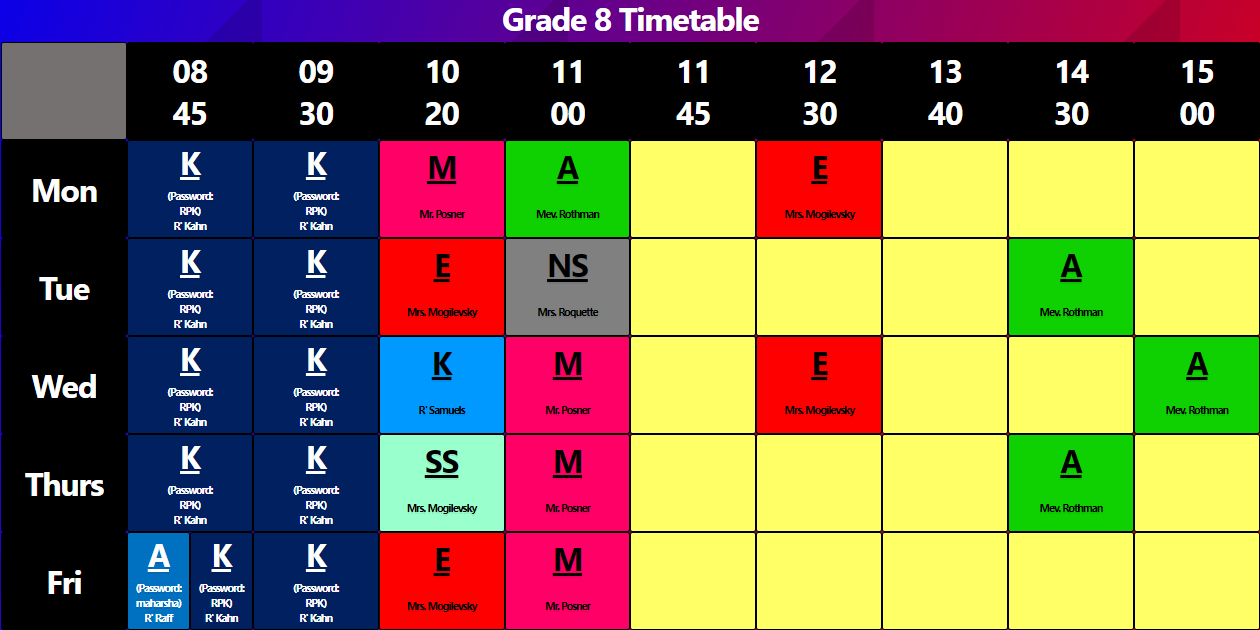 Grade 8 Timetable
08 09 10 11 11 12 13 14 15
45 30 20 00 45 30 40 30 00
Mon
K
(Password:
RPK)
R' Kahn
K
(Password:
RPK)
R' Kahn
M
Mr. Posner
A
Mev. Rothman
E
Mrs. Mogilevsky
Tue
K
(Password:
RPK)
R' Kahn
K
(Password:
RPK)
R' Kahn
E
Mrs. Mogilevsky
NS
Mrs. Roquette
A
Mev. Rothman
Wed
K
(Password:
RPK)
R' Kahn
K
(Password:
RPK)
R' Kahn
K
R' Samuels
M
Mr. Posner
E
Mrs. Mogilevsky
A
Mev. Rothman
Thurs
K
(Password:
RPK)
R' Kahn
K
(Password:
RPK)
R' Kahn
SS
Mrs. Mogilevsky
M
Mr. Posner
A
Mev. Rothman
Fri
A
(Password:
maharsha)
R' Raff
K
(Password:
RPK)
R' Kahn
K
(Password:
RPK)
R' Kahn
E
Mrs. Mogilevsky
M
Mr. Posner